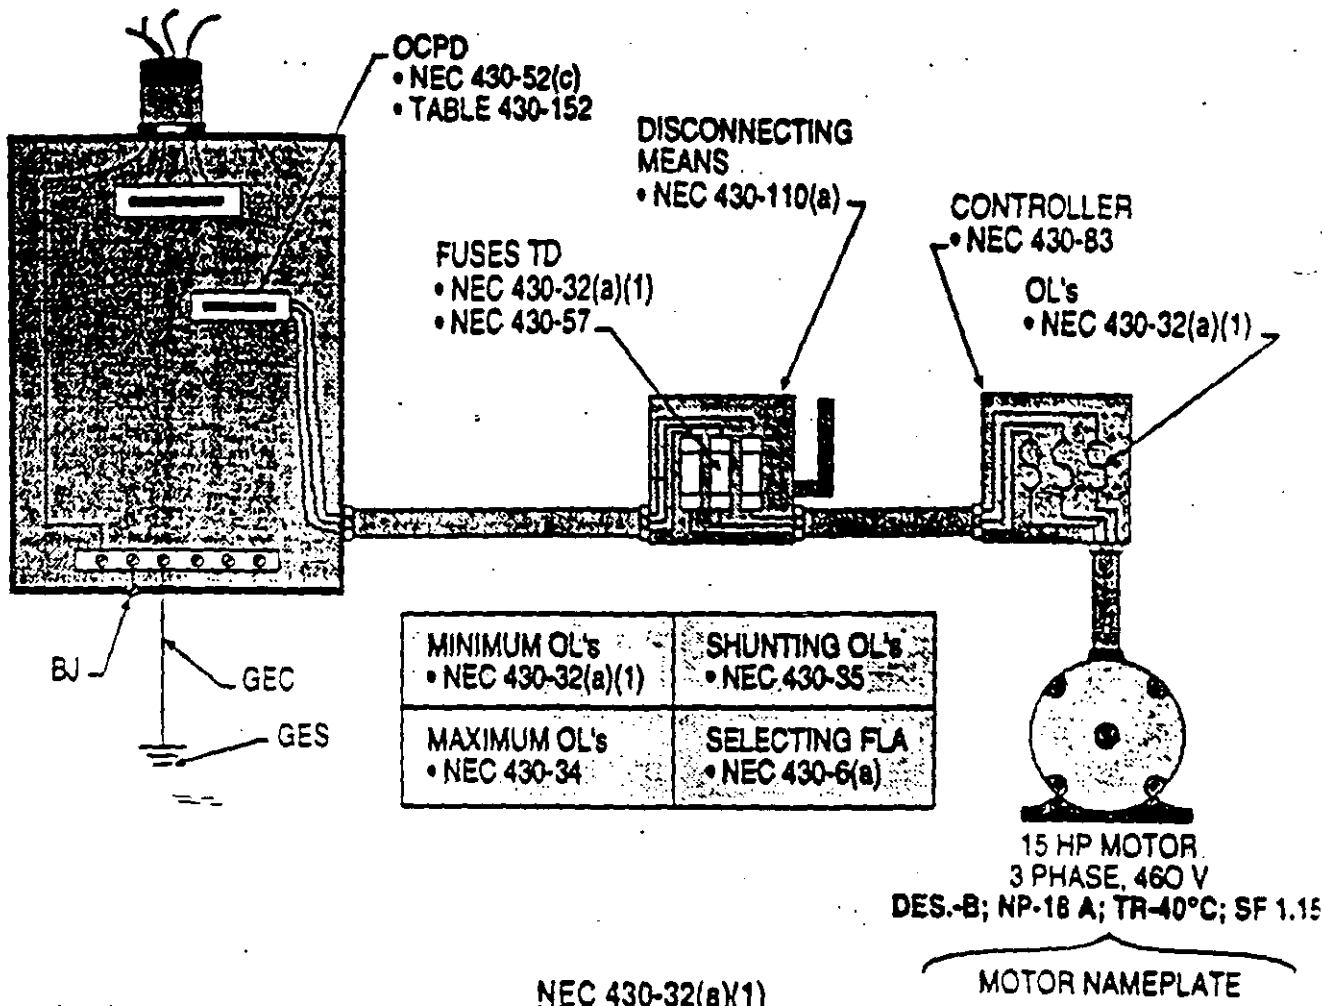 OCPD
• NEC 430-52(c)
• TABLE 430-152
DISCONNECTING
MEANS
• NEC 430-110(a)
CONTROLLER
• NEC 430-83
FUSES TD
• NEC 430-32(a)(1)
• NEC 430-57
OL's
• NEC 430-32(a)(1)
BJ
GEC
GES
MINIMUM OL's
• NEC 430-32(a)(1)
SHUNTING OL's
• NEC 430-35
MAXIMUM OL's
• NEC 430-34
SELECTING FLA
• NEC 430-6(a)
15 HP MOTOR
3 PHASE, 460 V
DES.-B; NP-18 A; TR-40°C; SF 1.15
MOTOR NAMEPLATE
NEC 430-32(a)(1)